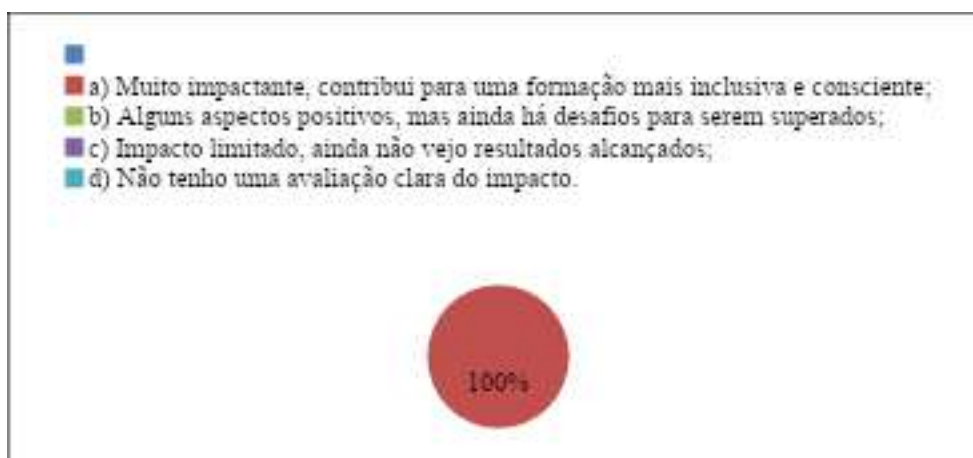 a) Muito impactante, contribui para uma formação mais inclusiva e consciente;
b) Alguns aspectos positivos, mas ainda há desafios para serem superados;
c) Impacto limitado, ainda não vejo resultados alcançados;
d) Não tenho uma avaliação clara do impacto.
100%